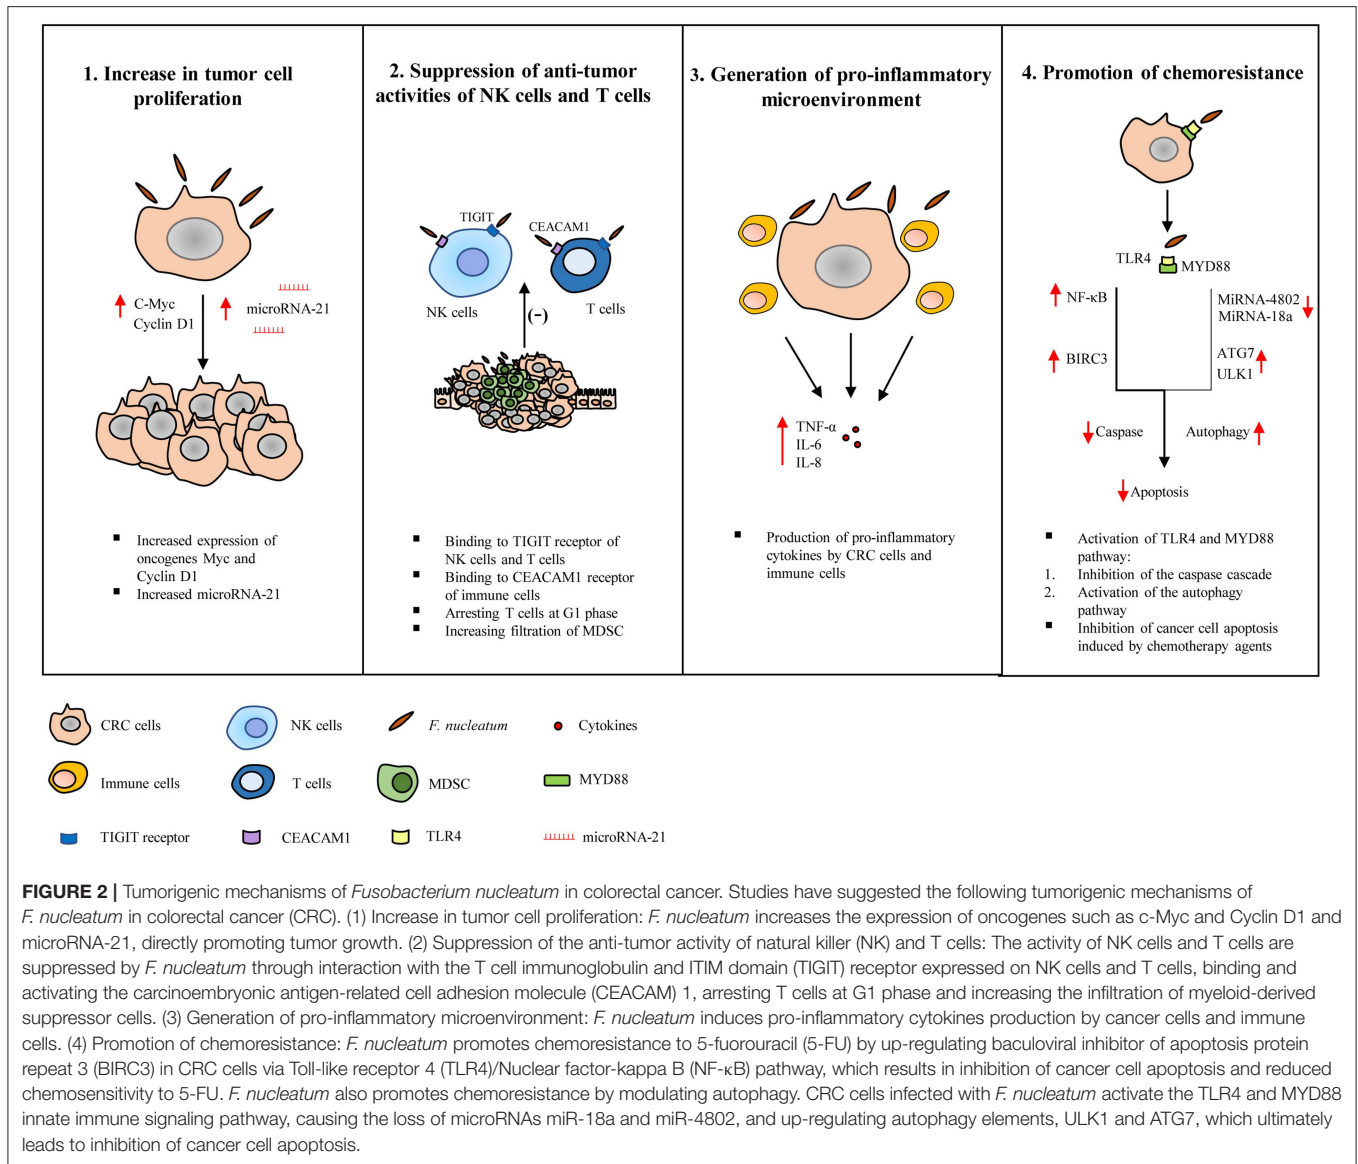 1. Increase in tumor cell
proliferation
C-Myc
Cyclin D1
microRNA-21
■ Increased expression of
oncogenes Myc and
Cyclin D1
■ Increased microRNA-21
2. Suppression of anti-tumor
activities of NK cells and T cells
TIGIT
CEACAM1
NK cells
T cells
(-)
■ Binding to TIGIT receptor of
NK cells and T cells
■ Binding to CEACAM1 receptor
of immune cells
■ Arresting T cells at G1 phase
■ Increasing filtration of MDSC
3. Generation of pro-inflammatory
microenvironment
TNF-α
IL-6
IL-8
■ Production of pro-inflammatory
cytokines by CRC cells and
immune cells
4. Promotion of chemoresistance
TLR4
MYD88
NF-κB
MiRNA-4802
MiRNA-18a
BIRC3
ATG7
ULK1
Caspase
Autophagy
Apoptosis
■ Activation of TLR4 and MYD88
pathway:
1. Inhibition of the caspase cascade
2. Activation of the autophagy
pathway
■ Inhibition of cancer cell apoptosis
induced by chemotherapy agents
CRC cells
NK cells
F. nucleatum
Cytokines
Immune cells
T cells
MDSC
MYD88
TIGIT receptor
CEACAM1
TLR4
microRNA-21
FIGURE 2 | Tumorigenic mechanisms of Fusobacterium nucleatum in colorectal cancer. Studies have suggested the following tumorigenic mechanisms of
F. nucleatum in colorectal cancer (CRC). (1) Increase in tumor cell proliferation: F. nucleatum increases the expression of oncogenes such as c-Myc and Cyclin D1 and
microRNA-21, directly promoting tumor growth. (2) Suppression of the anti-tumor activity of natural killer (NK) and T cells: The activity of NK cells and T cells are
suppressed by F. nucleatum through interaction with the T cell immunoglobulin and ITIM domain (TIGIT) receptor expressed on NK cells and T cells, binding and
activating the carcinoembryonic antigen-related cell adhesion molecule (CEACAM) 1, arresting T cells at G1 phase and increasing the infiltration of myeloid-derived
suppressor cells. (3) Generation of pro-inflammatory microenvironment: F. nucleatum induces pro-inflammatory cytokines production by cancer cells and immune
cells. (4) Promotion of chemoresistance: F. nucleatum promotes chemoresistance to 5-fuorouracil (5-FU) by up-regulating baculoviral inhibitor of apoptosis protein
repeat 3 (BIRC3) in CRC cells via Toll-like receptor 4 (TLR4)/Nuclear factor-kappa B (NF-κB) pathway, which results in inhibition of cancer cell apoptosis and reduced
chemosensitivity to 5-FU. F. nucleatum also promotes chemoresistance by modulating autophagy. CRC cells infected with F. nucleatum activate the TLR4 and MYD88
innate immune signaling pathway, causing the loss of microRNAs miR-18a and miR-4802, and up-regulating autophagy elements, ULK1 and ATG7, which ultimately
leads to inhibition of cancer cell apoptosis.